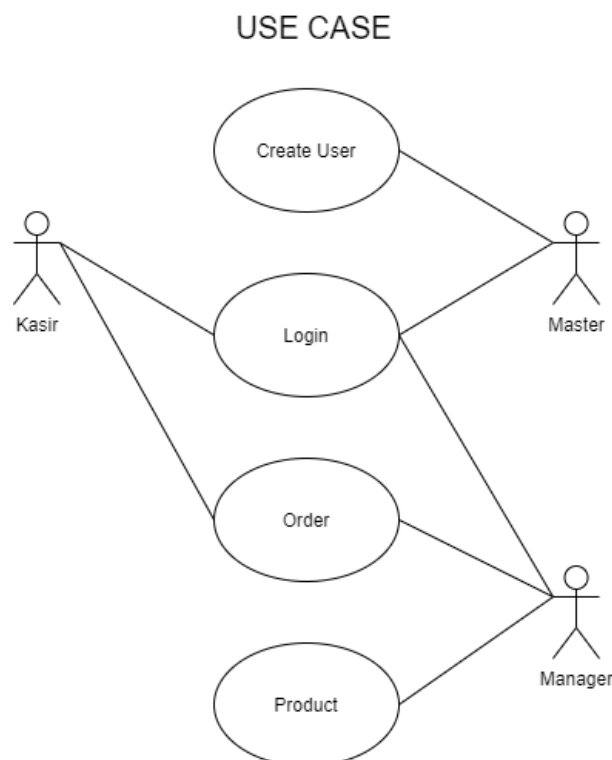 USE CASE
Create User
Kasir
Login
Master
Order
Manager
Product